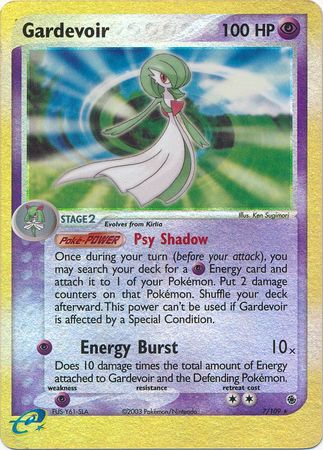 Gardevoir 100 HP
Illus. Ken Sugimori
STAGE2 Evolves from Kirlia
Poké-POWER Psy Shadow
Once during your turn (before your attack), you
may search your deck for a Energy card and
attach it to 1 of your Pokémon. Put 2 damage
counters on that Pokémon. Shuffle your deck
afterward. This power can't be used if Gardevoir
is affected by a Special Condition.
Energy Burst 10×
Does 10 damage times the total amount of Energy
attached to Gardevoir and the Defending Pokémon.
weakness resistance retreat cost
EUS-Y61-SLA ©2003 Pokémon/Nintendo 7/109 ★
e